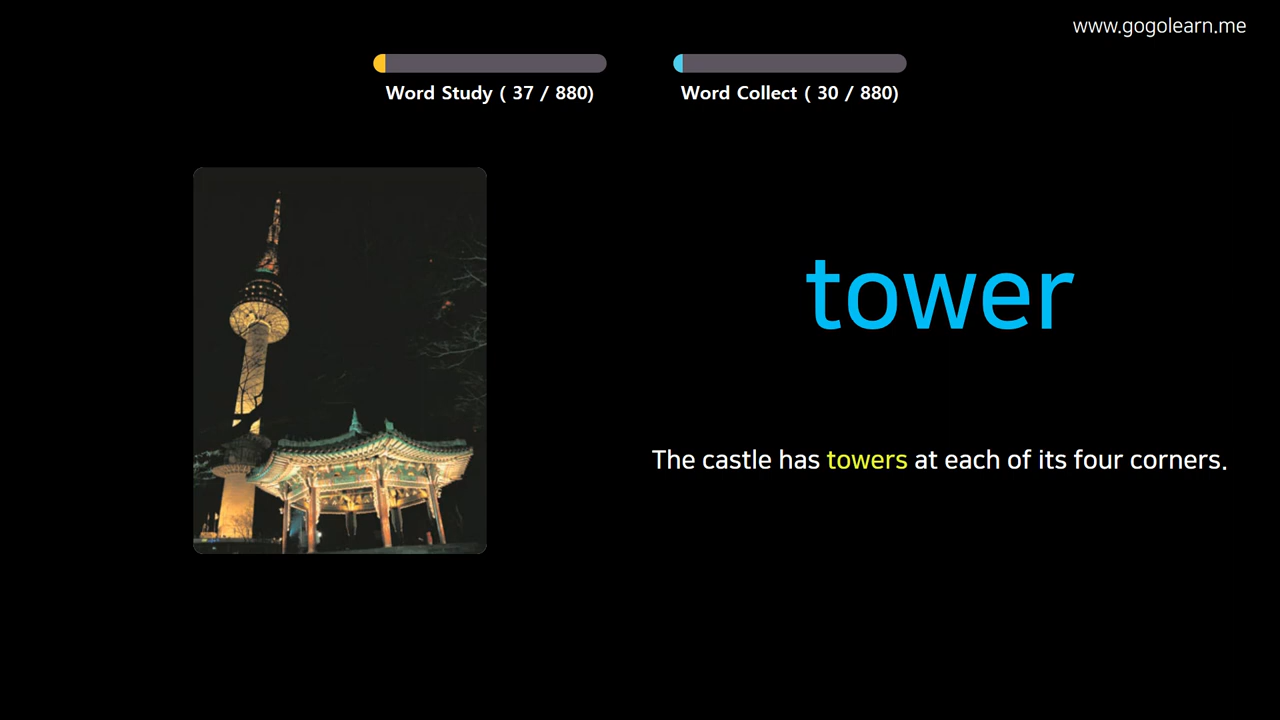 www.gogolearn.me
Word Study ( 37 / 880)
Word Collect ( 30 / 880)
tower
The castle has towers at each of its four corners.